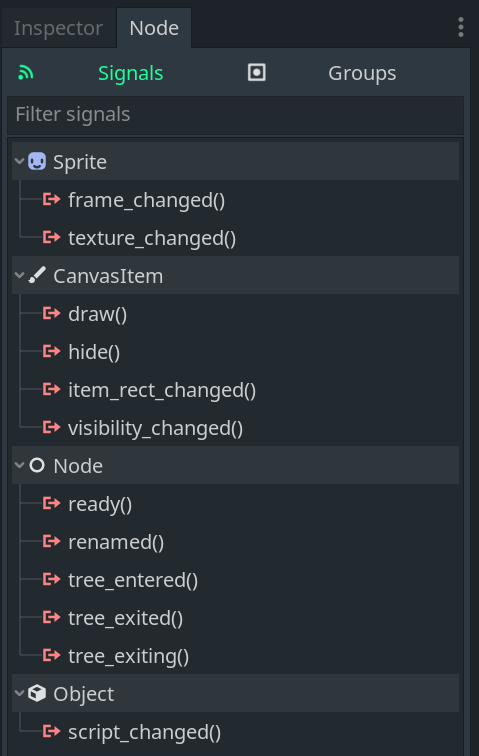 Inspector Node
Signals Groups
Filter signals
Sprite
frame_changed()
texture_changed()
CanvasItem
draw()
hide()
item_rect_changed()
visibility_changed()
Node
ready()
renamed()
tree_entered()
tree_exited()
tree_exiting()
Object
script_changed()